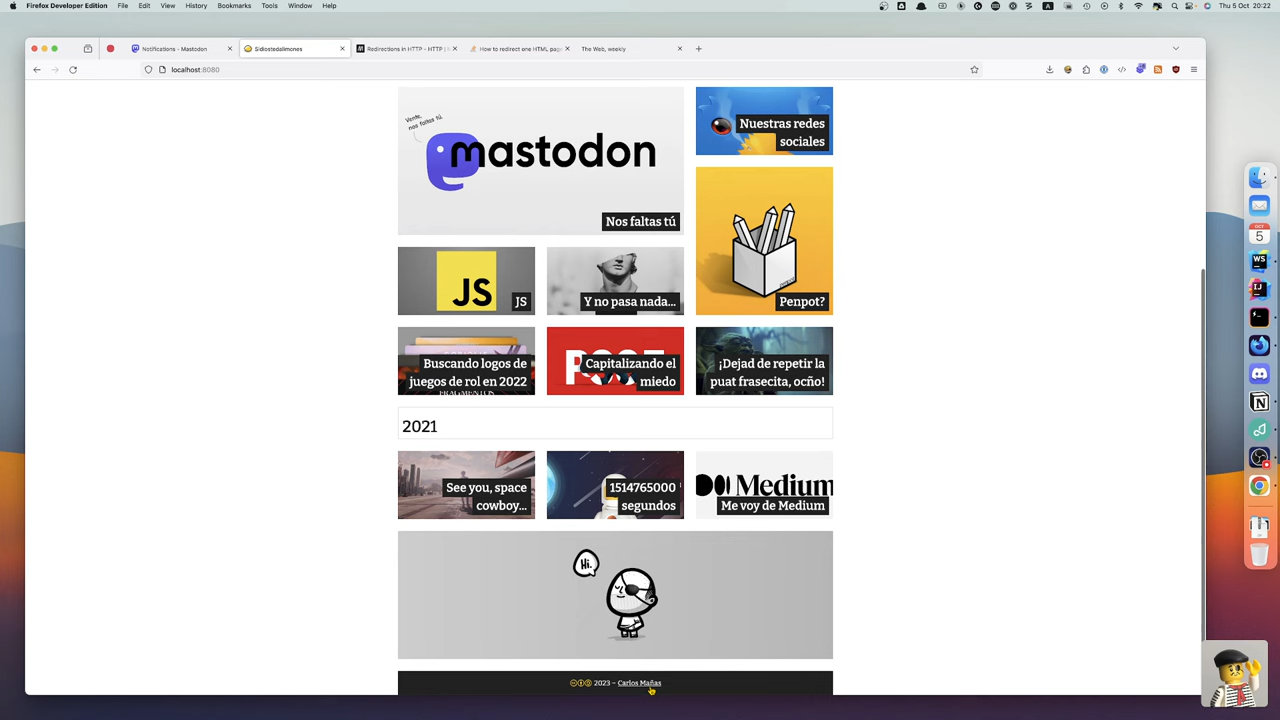 Firefox Developer Edition File Edit View History Bookmarks Tools Window Help
Thu 5 Oct 20:22
Notifications - Mastodon
Sidiostedalimones
Redirections in HTTP - HTTP | M
How to redirect one HTML page
The Web, weekly
localhost:8080
Vente,
nos faltas tú.
mastodon
Nos faltas tú
Nuestras redes
sociales
Penpot?
JS
JS
Y no pasa nada...
Buscando logos de
juegos de rol en 2022
FRAGMENTOS
Capitalizando el
miedo
¡Dejad de repetir la
puat frasecita, ocño!
2021
See you, space
cowboy...
1514765000
segundos
Medium
Me voy de Medium
Hi.
2023 – Carlos Mañas
OCT
5
WS